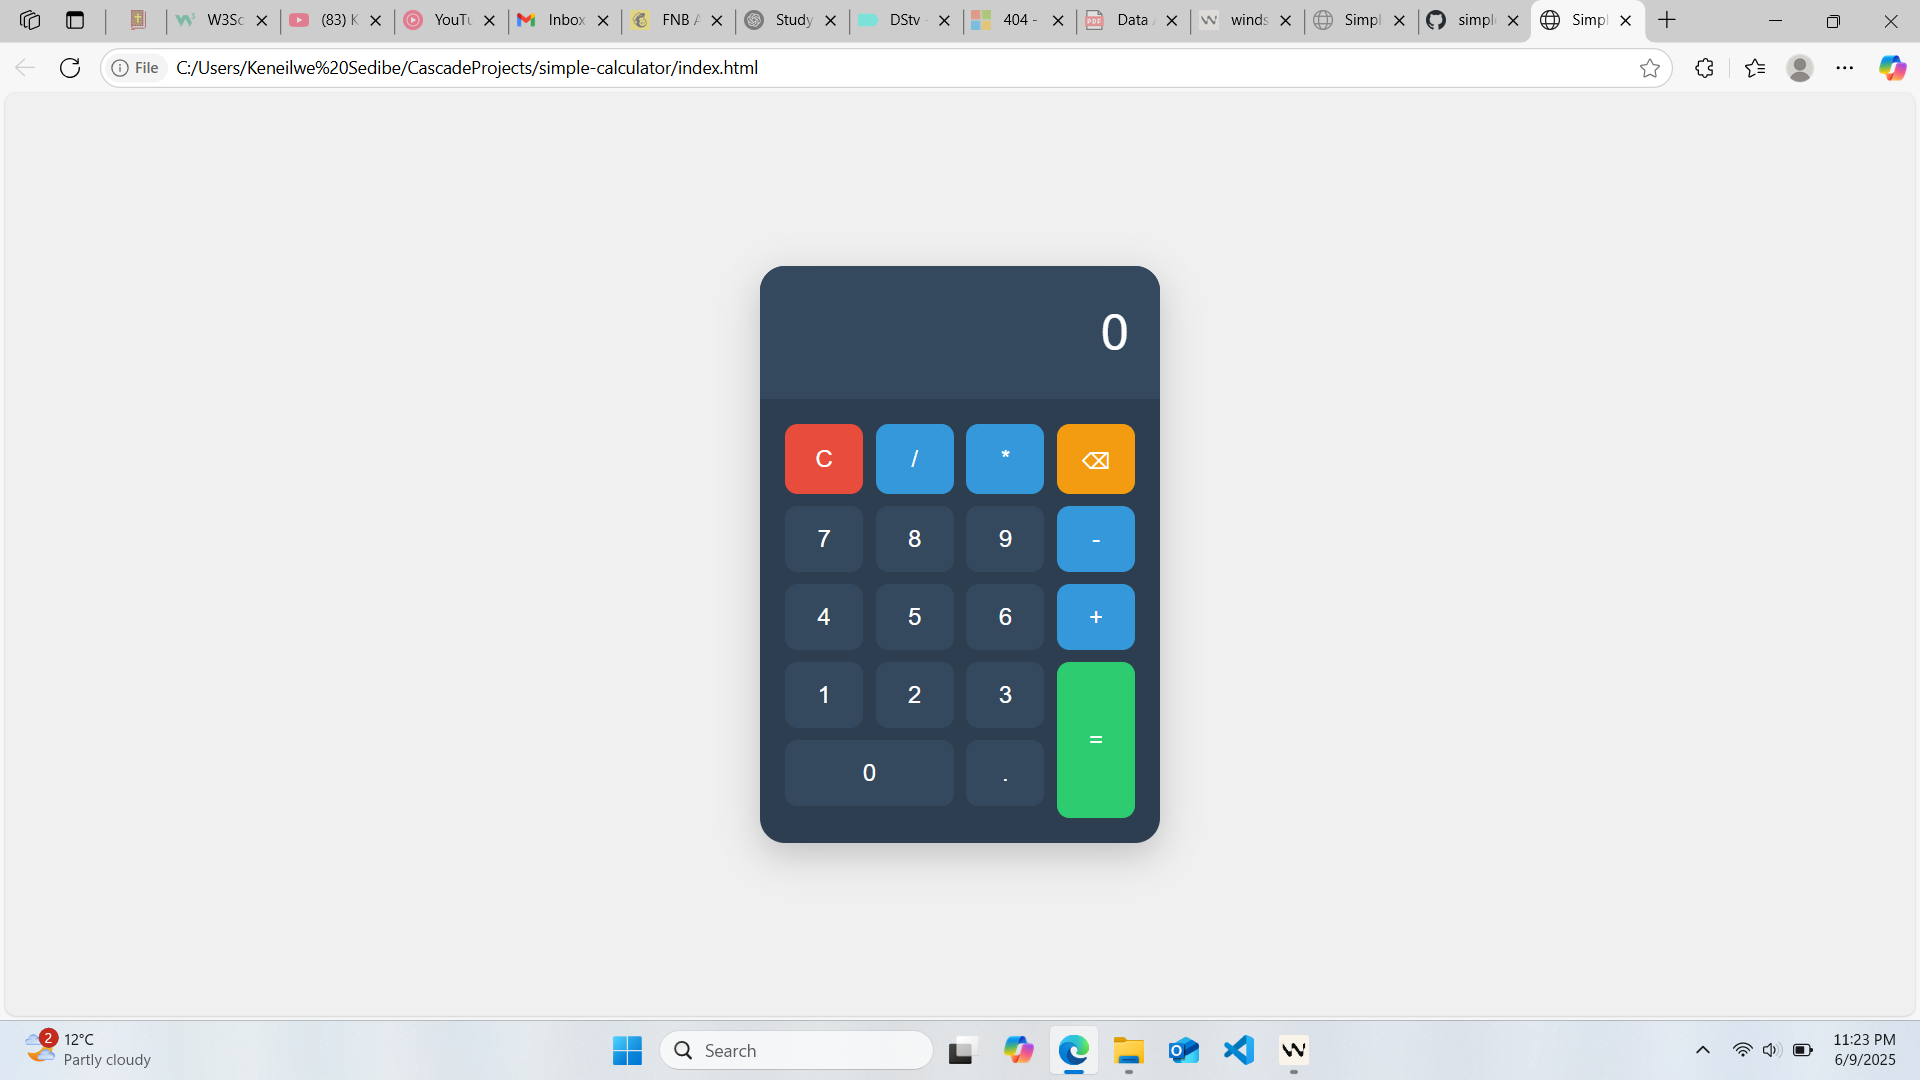 W3Sc
(83) K
YouTu
Inbox
FNB A
Study
DStv -
404 -
Data A
winds
Simpl
simpl
Simpl
File
C:/Users/Keneilwe%20Sedibe/CascadeProjects/simple-calculator/index.html
0
C / * ⌫
7 8 9 -
4 5 6 +
1 2 3 =
0 .
2
12°C
Partly cloudy
Search
11:23 PM
6/9/2025